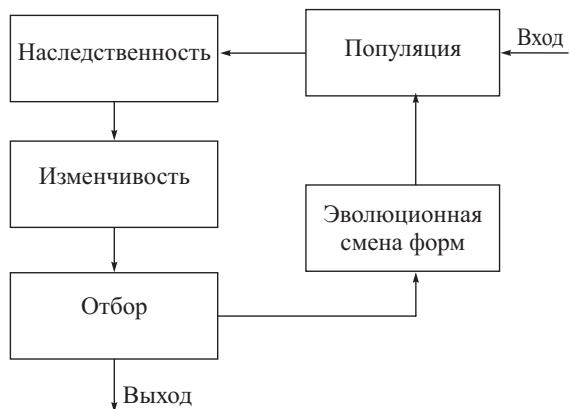 Наследственность
Популяция
Вход
Изменчивость
Эволюционная
смена форм
Отбор
Выход